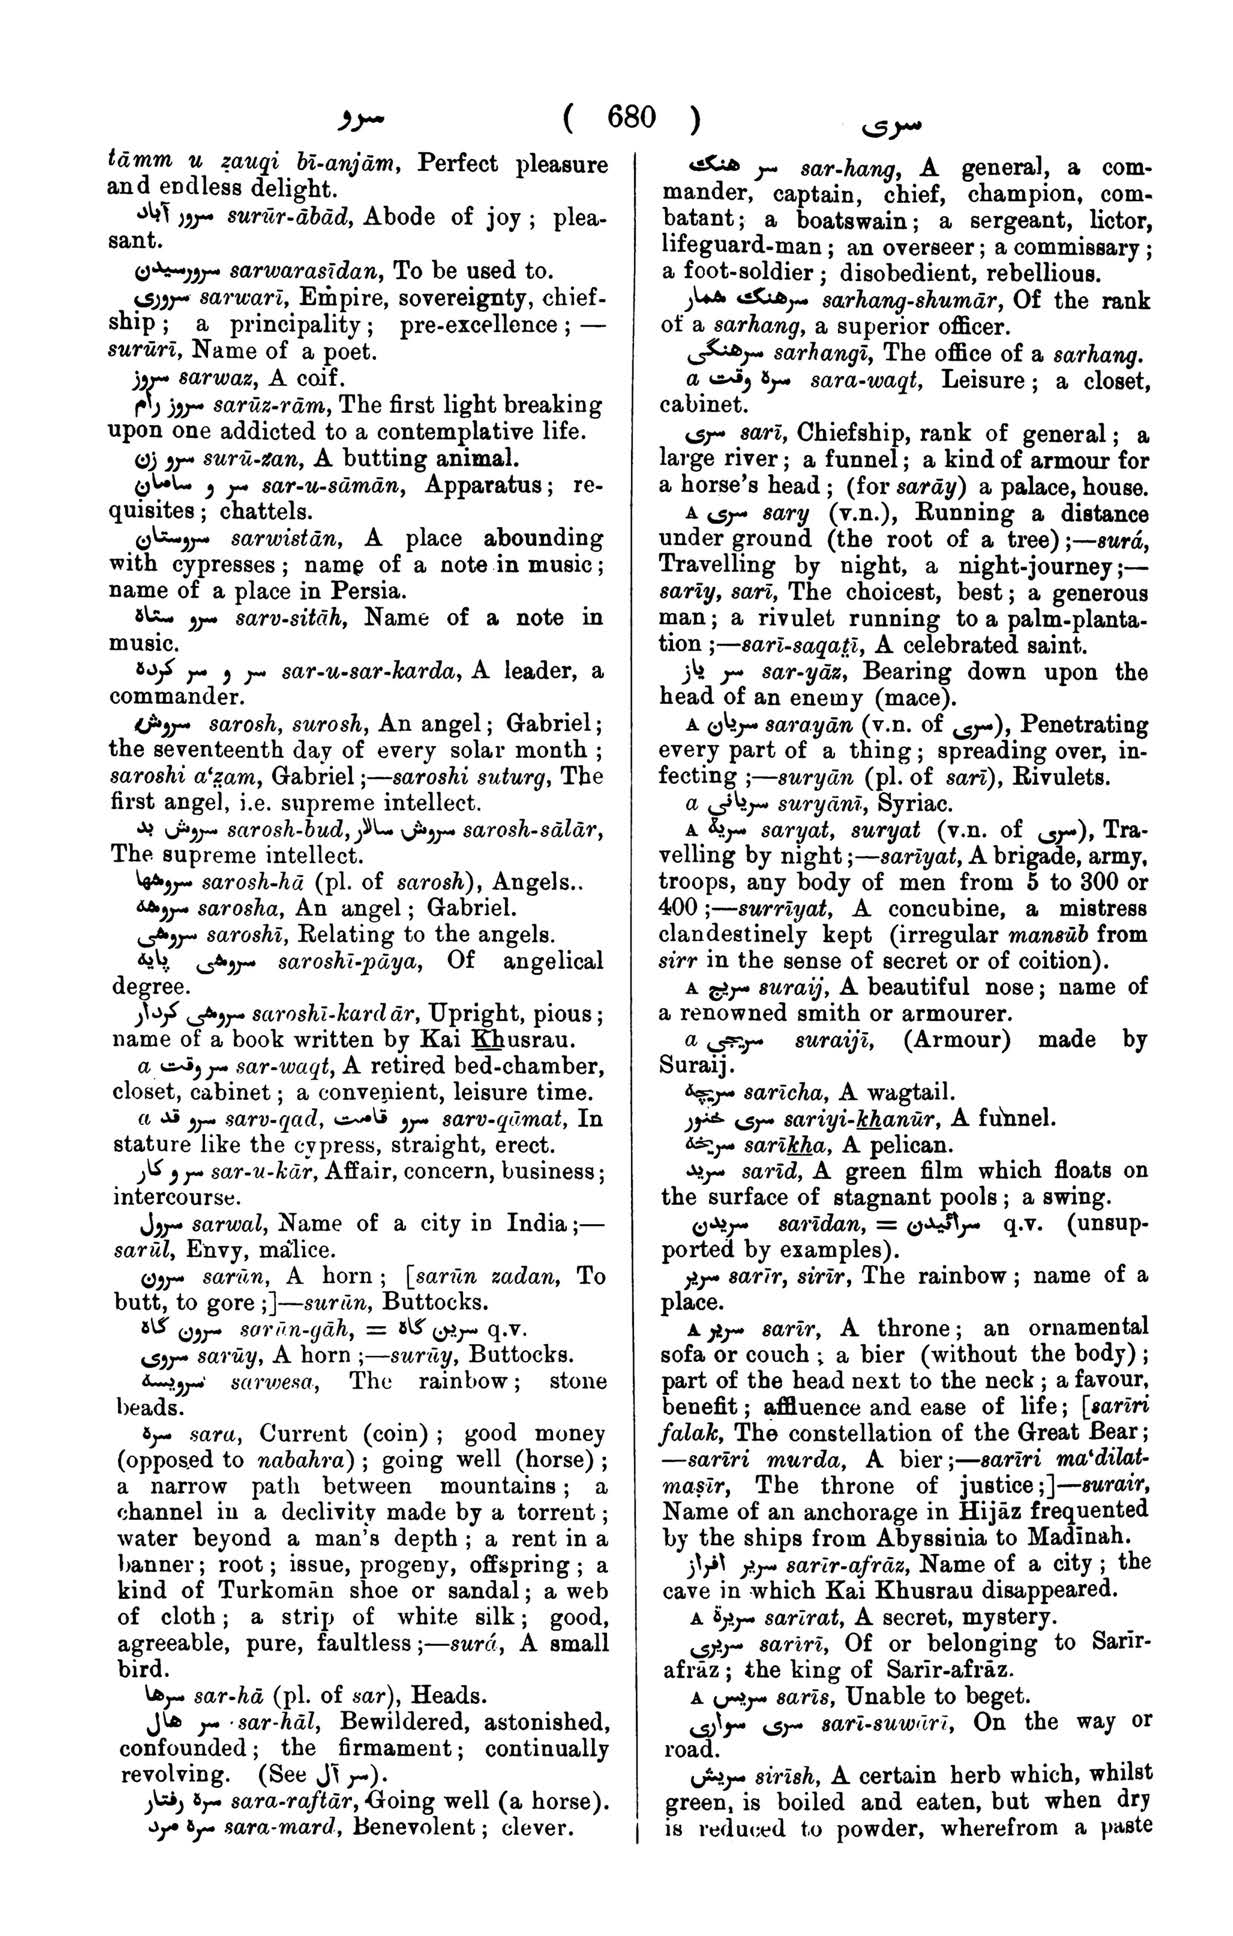 سرو ( 680 ) سری
tāmm u ẓauqi bī-anjām, Perfect pleasure
and endless delight.
سرور آباد surūr-ābād, Abode of joy; plea-
sant.
سرورسیدن sarwarasīdan, To be used to.
سروری sarwarī, Empire, sovereignty, chief-
ship; a principality; pre-excellence;—
surūrī, Name of a poet.
سروز sarwaz, A coif.
سروز رام sarūz-rām, The first light breaking
upon one addicted to a contemplative life.
سرو زن surū-zan, A butting animal.
سر و سامان sar-u-sāmān, Apparatus; re-
quisites; chattels.
سروستان sarwistān, A place abounding
with cypresses; name of a note in music;
name of a place in Persia.
سرو ستاه sarv-sitāh, Name of a note in
music.
سر و سر کرده sar-u-sar-karda, A leader, a
commander.
سروش sarosh, surosh, An angel; Gabriel;
the seventeenth day of every solar month;
saroshi a‘z̤am, Gabriel;—saroshi suturg, The
first angel, i.e. supreme intellect.
سروش بد sarosh-bud, سروش سالار sarosh-sālār,
The supreme intellect.
سروشها sarosh-hā (pl. of sarosh), Angels..
سروشه sarosha, An angel; Gabriel.
سروشی saroshī, Relating to the angels.
سروشی پایه saroshī-pāya, Of angelical
degree.
سروشی کردار saroshī-kardār, Upright, pious;
name of a book written by Kai Khusrau.
a سر وقت sar-waqt, A retired bed-chamber,
closet, cabinet; a convenient, leisure time.
a سرو قد sarv-qad, سرو قامت sarv-qāmat, In
stature like the cypress, straight, erect.
سر و کار sar-u-kār, Affair, concern, business;
intercourse.
سرول sarwal, Name of a city in India;—
sarūl, Envy, malice.
سرون sarūn, A horn; [sarūn zadan, To
butt, to gore;]—surūn, Buttocks.
سرون گاه sarūn-gāh, = سرین گاه q.v.
سروی sarūy, A horn;—surūy, Buttocks.
سرویسه sarwesa, The rainbow; stone
beads.
سره sara, Current (coin); good money
(opposed to nabahra); going well (horse);
a narrow path between mountains; a
channel in a declivity made by a torrent;
water beyond a man's depth; a rent in a
banner; root; issue, progeny, offspring; a
kind of Turkomān shoe or sandal; a web
of cloth; a strip of white silk; good,
agreeable, pure, faultless;—surá, A small
bird.
سرها sar-hā (pl. of sar), Heads.
سر هال sar-hāl, Bewildered, astonished,
confounded; the firmament; continually
revolving. (See سر آل).
سره رفتار sara-raftār, Going well (a horse).
سره مرد sara-mard, Benevolent; clever.
سر هنگ sar-hang, A general, a com-
mander, captain, chief, champion, com-
batant; a boatswain; a sergeant, lictor,
lifeguard-man; an overseer; a commissary;
a foot-soldier; disobedient, rebellious.
سرهنگ شمار sarhang-shumār, Of the rank
of a sarhang, a superior officer.
سرهنگی sarhangī, The office of a sarhang.
a سره وقت sara-waqt, Leisure; a closet,
cabinet.
سری sarī, Chiefship, rank of general; a
large river; a funnel; a kind of armour for
a horse's head; (for sarāy) a palace, house.
A سری sary (v.n.), Running a distance
under ground (the root of a tree);—surá,
Travelling by night, a night-journey;—
sarīy, sarī, The choicest, best; a generous
man; a rivulet running to a palm-planta-
tion;—sarī-saqat̤ī, A celebrated saint.
سر یاز sar-yāz, Bearing down upon the
head of an enemy (mace).
A سریان sarayān (v.n. of سری), Penetrating
every part of a thing; spreading over, in-
fecting;—suryān (pl. of sarī), Rivulets.
a سریانی suryānī, Syriac.
A سریة saryat, suryat (v.n. of سری), Tra-
velling by night;—sarīyat, A brigade, army,
troops, any body of men from 5 to 300 or
400;—surrīyat, A concubine, a mistress
clandestinely kept (irregular mansūb from
sirr in the sense of secret or of coition).
A سریج suraij, A beautiful nose; name of
a renowned smith or armourer.
a سریجی suraijī, (Armour) made by
Suraij.
سریچه sarīcha, A wagtail.
سری خنور sariyi-khanūr, A funnel.
سریخه sarīkha, A pelican.
سرید sarīd, A green film which floats on
the surface of stagnant pools; a swing.
سریدن sarīdan, = سرائیدن q.v. (unsup-
ported by examples).
سریر sarīr, sirīr, The rainbow; name of a
place.
A سریر sarīr, A throne; an ornamental
sofa or couch; a bier (without the body);
part of the head next to the neck; a favour,
benefit; affluence and ease of life; [sarīri
falak, The constellation of the Great Bear;
—sarīri murda, A bier;—sarīri ma‘dilat-
maṣīr, The throne of justice;]—surair,
Name of an anchorage in Hijāz frequented
by the ships from Abyssinia to Madīnah.
سریر افراز sarīr-afrāz, Name of a city; the
cave in which Kai Khusrau disappeared.
A سریرة sarīrat, A secret, mystery.
سریری sarīrī, Of or belonging to Sarīr-
afrāz; the king of Sarīr-afrāz.
A سریس sarīs, Unable to beget.
سری سواری sarī-suwārī, On the way or
road.
سریش sirīsh, A certain herb which, whilst
green, is boiled and eaten, but when dry
is reduced to powder, wherefrom a paste